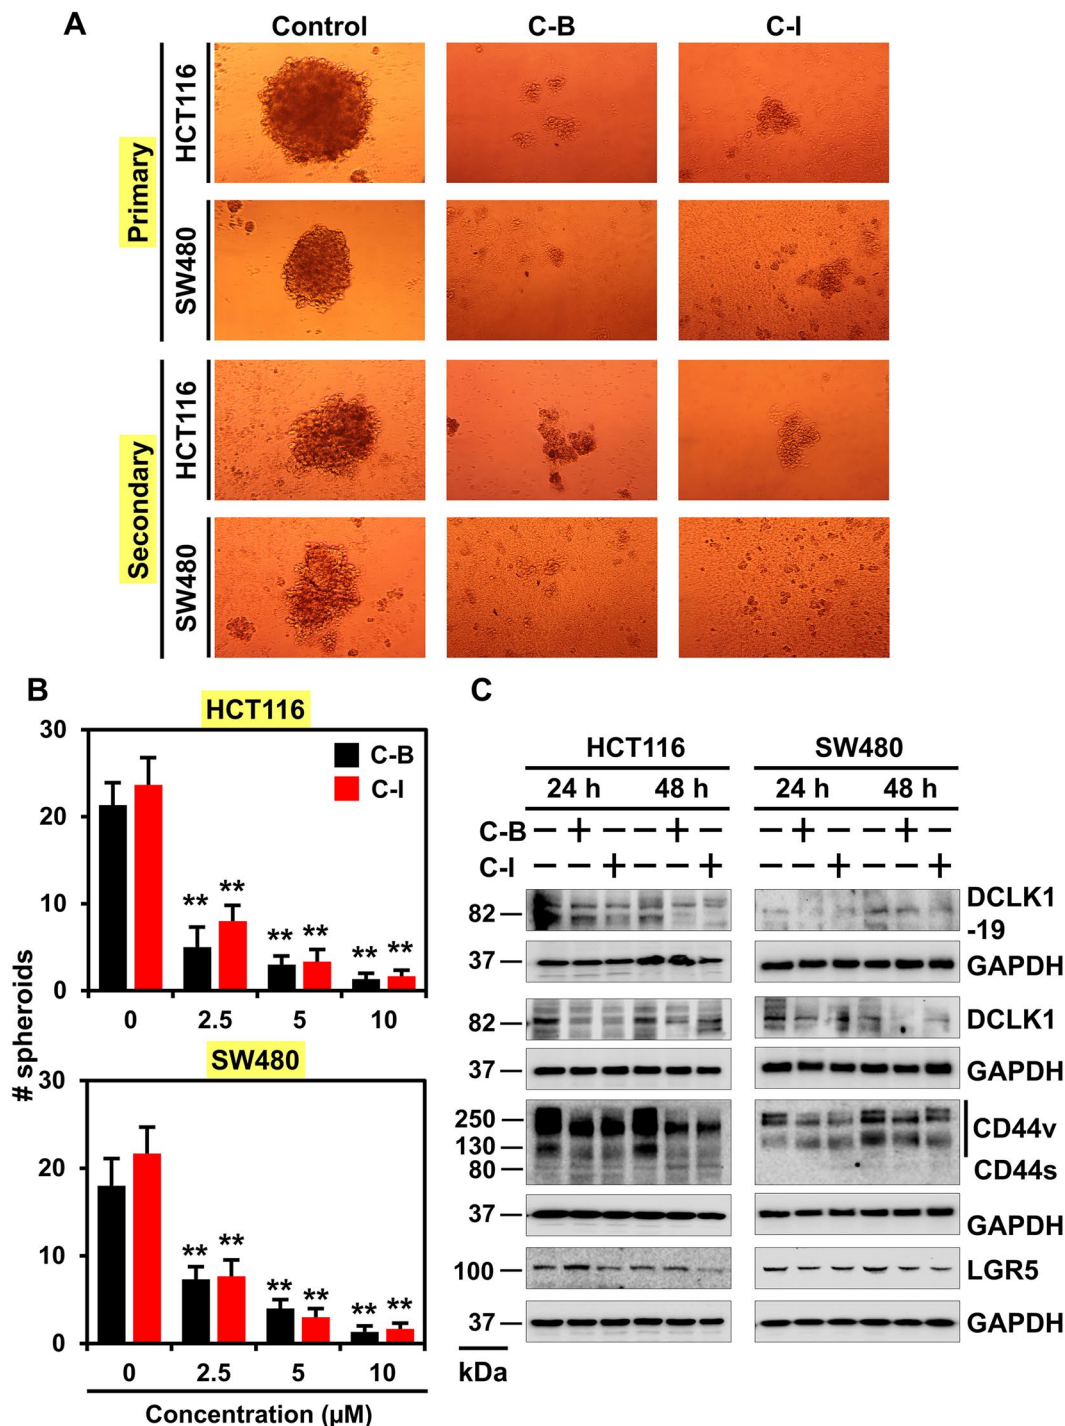 A
Control C-B C-I
Primary
HCT116
SW480
Secondary
HCT116
SW480
B
HCT116
30
20
10
0
C-B
C-I
** ** ** ** ** **
0 2.5 5 10
# spheroids
SW480
30
20
10
0
** ** ** ** ** **
0 2.5 5 10
Concentration (µM)
C
HCT116 SW480
24 h 48 h 24 h 48 h
C-B − + − − + − − + − − + −
C-I − − + − − + − − + − − +
82 DCLK1
-19
37 GAPDH
82 DCLK1
37 GAPDH
250
130 CD44v
80 CD44s
37 GAPDH
100 LGR5
37 GAPDH
kDa